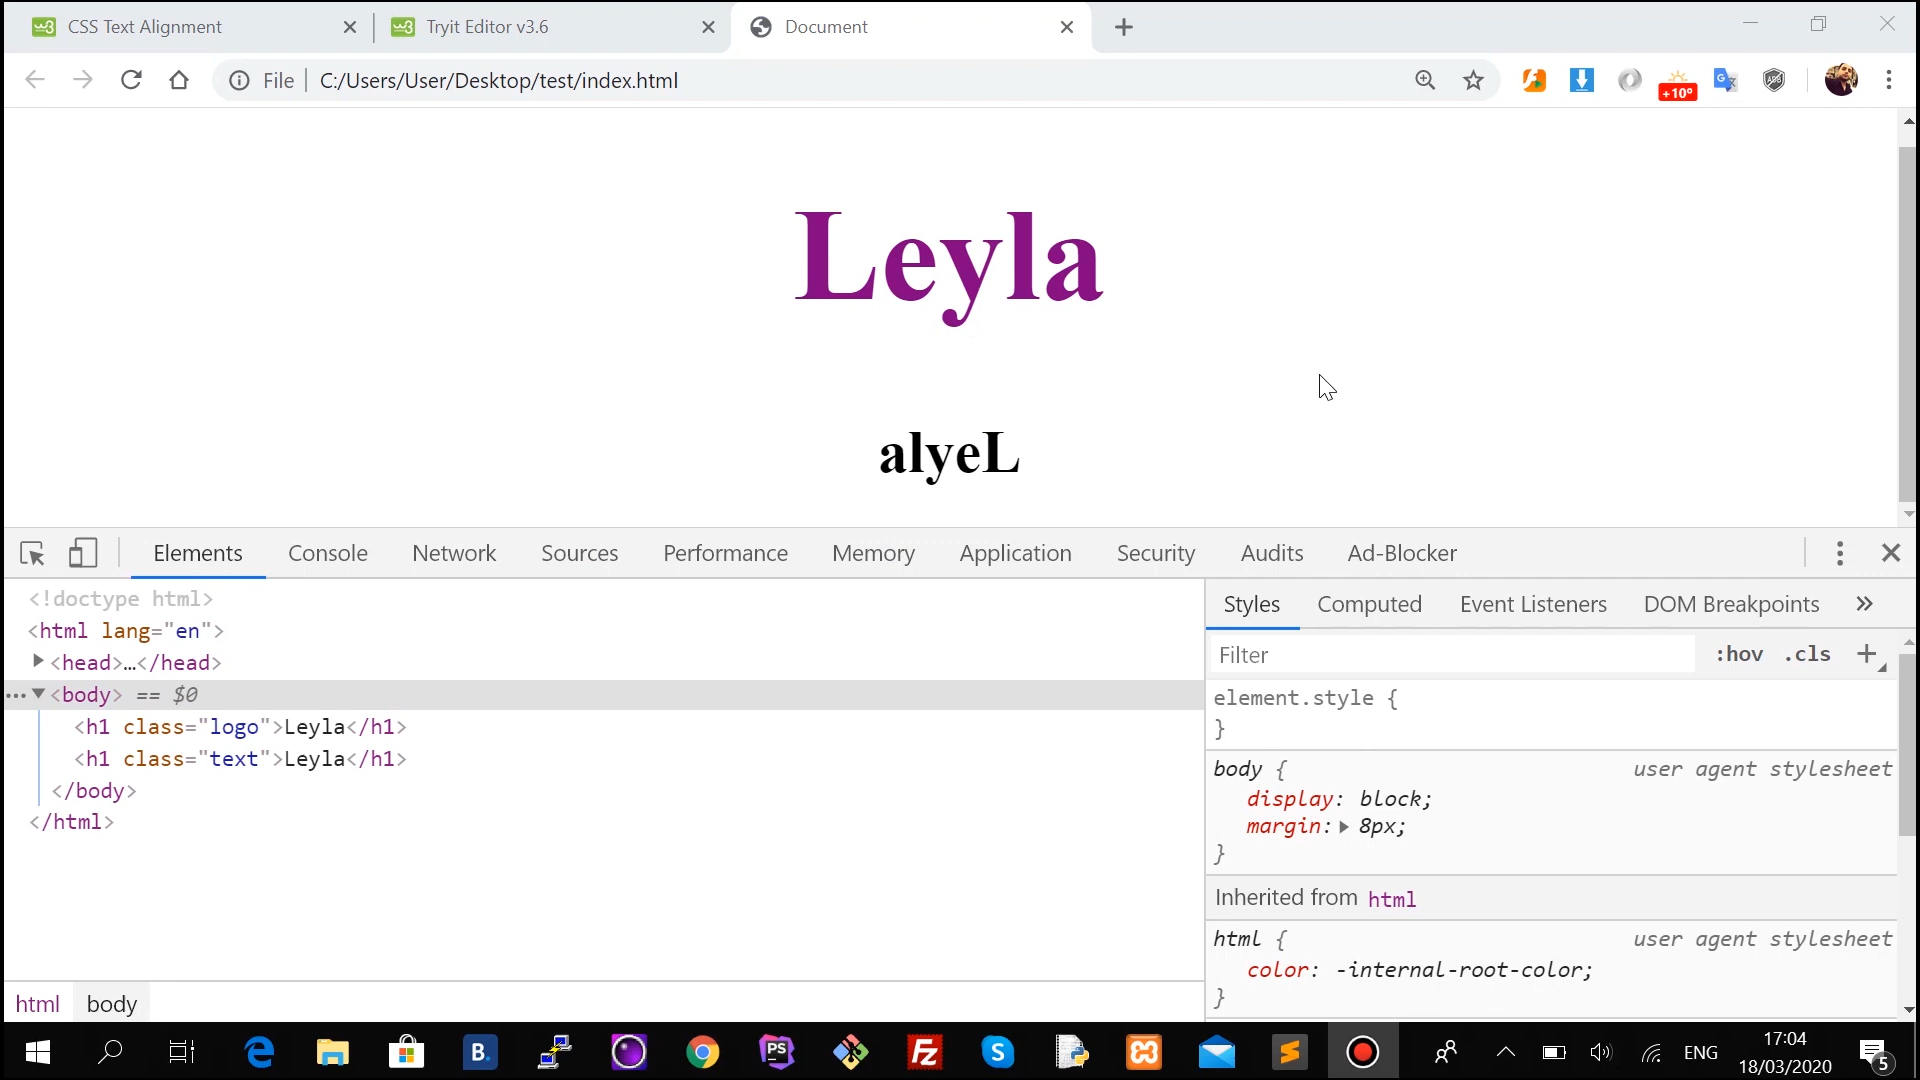 CSS Text Alignment
Tryit Editor v3.6
Document
File
C:/Users/User/Desktop/test/index.html
+10°
Leyla
alyeL
Elements Console Network Sources Performance Memory Application Security Audits Ad-Blocker
<!doctype html>
<html lang="en">
<head>…</head>
<body> == $0
<h1 class="logo">Leyla</h1>
<h1 class="text">Leyla</h1>
</body>
</html>
html body
Styles Computed Event Listeners DOM Breakpoints »
Filter :hov .cls +
element.style {
}
body { user agent stylesheet
display: block;
margin: 8px;
}
Inherited from html
html { user agent stylesheet
color: -internal-root-color;
}
B.
PS
Fz
S
ENG
17:04
18/03/2020
5